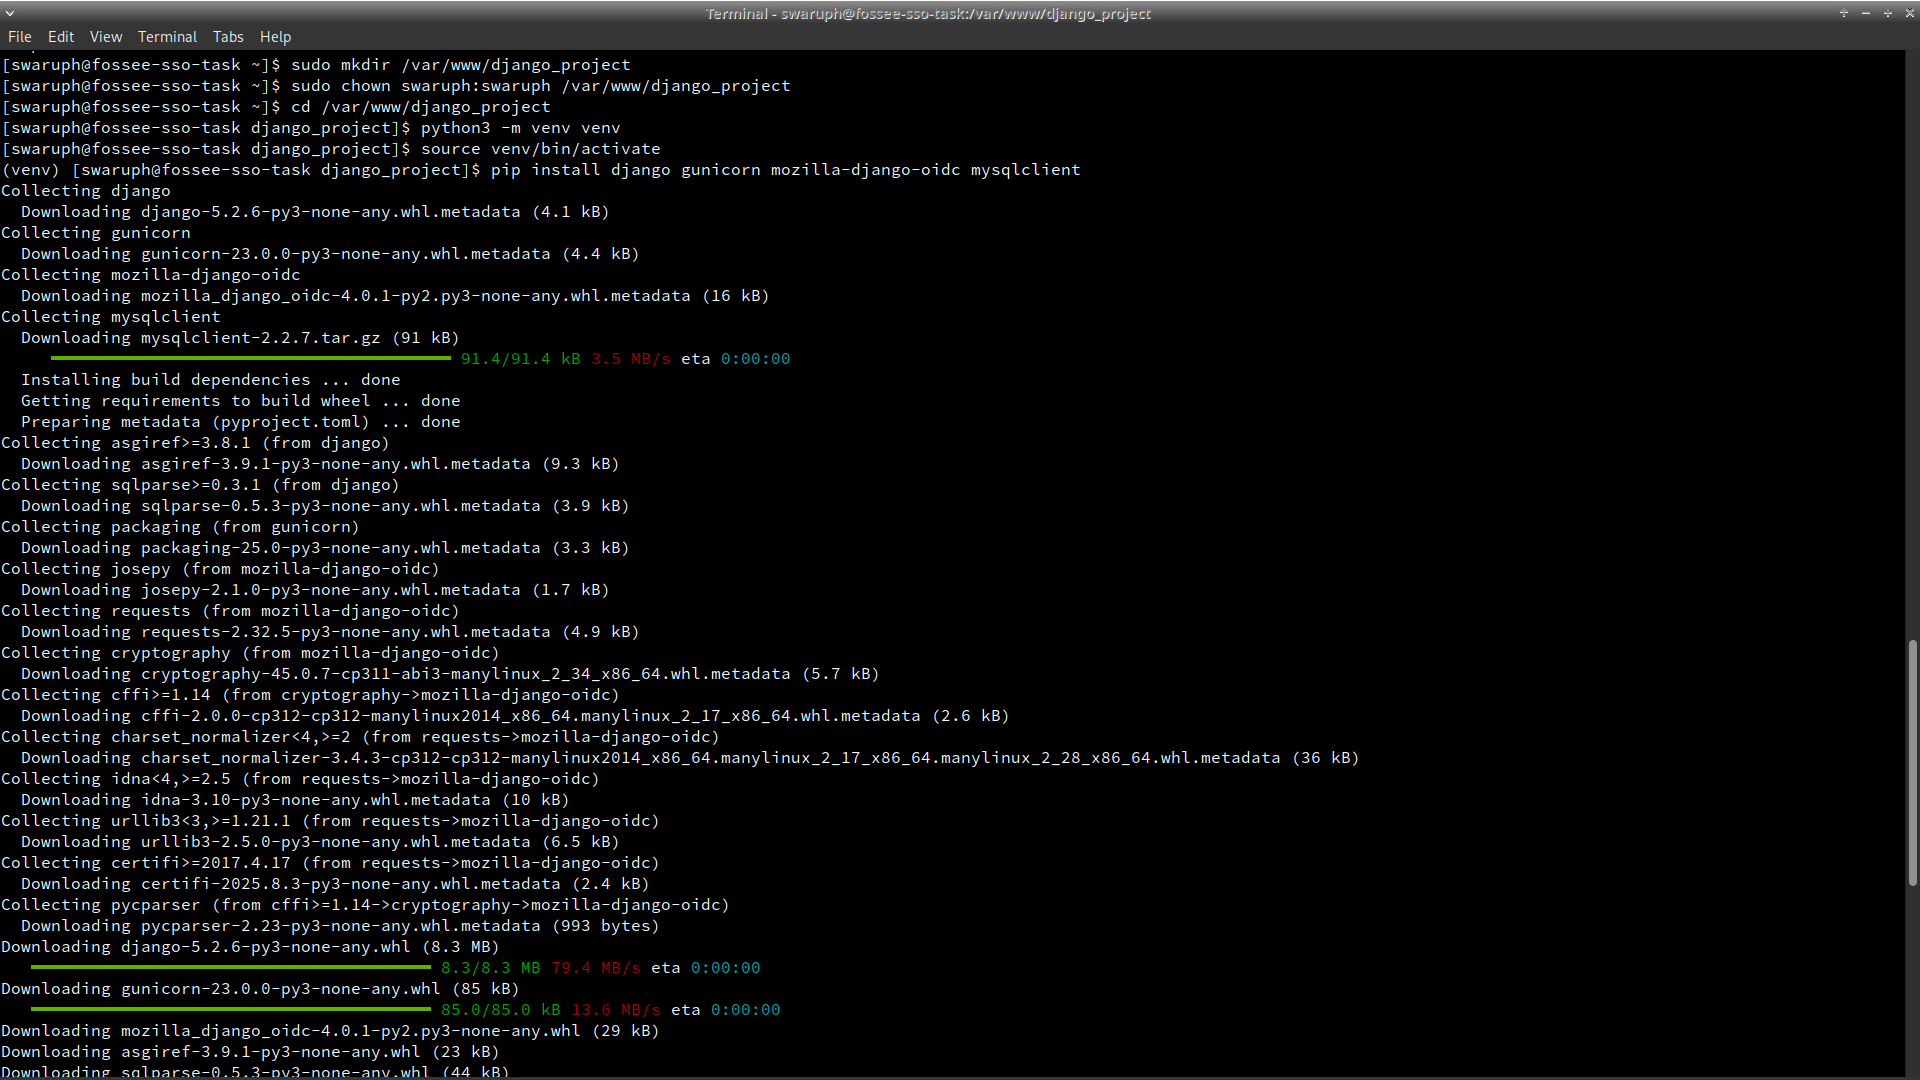 Terminal - swaruph@fossee-sso-task:/var/www/django_project
File Edit View Terminal Tabs Help
[swaruph@fossee-sso-task ~]$ sudo mkdir /var/www/django_project
[swaruph@fossee-sso-task ~]$ sudo chown swaruph:swaruph /var/www/django_project
[swaruph@fossee-sso-task ~]$ cd /var/www/django_project
[swaruph@fossee-sso-task django_project]$ python3 -m venv venv
[swaruph@fossee-sso-task django_project]$ source venv/bin/activate
(venv) [swaruph@fossee-sso-task django_project]$ pip install django gunicorn mozilla-django-oidc mysqlclient
Collecting django
  Downloading django-5.2.6-py3-none-any.whl.metadata (4.1 kB)
Collecting gunicorn
  Downloading gunicorn-23.0.0-py3-none-any.whl.metadata (4.4 kB)
Collecting mozilla-django-oidc
  Downloading mozilla_django_oidc-4.0.1-py2.py3-none-any.whl.metadata (16 kB)
Collecting mysqlclient
  Downloading mysqlclient-2.2.7.tar.gz (91 kB)
91.4/91.4 kB 3.5 MB/s eta 0:00:00
  Installing build dependencies ... done
  Getting requirements to build wheel ... done
  Preparing metadata (pyproject.toml) ... done
Collecting asgiref>=3.8.1 (from django)
  Downloading asgiref-3.9.1-py3-none-any.whl.metadata (9.3 kB)
Collecting sqlparse>=0.3.1 (from django)
  Downloading sqlparse-0.5.3-py3-none-any.whl.metadata (3.9 kB)
Collecting packaging (from gunicorn)
  Downloading packaging-25.0-py3-none-any.whl.metadata (3.3 kB)
Collecting josepy (from mozilla-django-oidc)
  Downloading josepy-2.1.0-py3-none-any.whl.metadata (1.7 kB)
Collecting requests (from mozilla-django-oidc)
  Downloading requests-2.32.5-py3-none-any.whl.metadata (4.9 kB)
Collecting cryptography (from mozilla-django-oidc)
  Downloading cryptography-45.0.7-cp311-abi3-manylinux_2_34_x86_64.whl.metadata (5.7 kB)
Collecting cffi>=1.14 (from cryptography->mozilla-django-oidc)
  Downloading cffi-2.0.0-cp312-cp312-manylinux2014_x86_64.manylinux_2_17_x86_64.whl.metadata (2.6 kB)
Collecting charset_normalizer<4,>=2 (from requests->mozilla-django-oidc)
  Downloading charset_normalizer-3.4.3-cp312-cp312-manylinux2014_x86_64.manylinux_2_17_x86_64.manylinux_2_28_x86_64.whl.metadata (36 kB)
Collecting idna<4,>=2.5 (from requests->mozilla-django-oidc)
  Downloading idna-3.10-py3-none-any.whl.metadata (10 kB)
Collecting urllib3<3,>=1.21.1 (from requests->mozilla-django-oidc)
  Downloading urllib3-2.5.0-py3-none-any.whl.metadata (6.5 kB)
Collecting certifi>=2017.4.17 (from requests->mozilla-django-oidc)
  Downloading certifi-2025.8.3-py3-none-any.whl.metadata (2.4 kB)
Collecting pycparser (from cffi>=1.14->cryptography->mozilla-django-oidc)
  Downloading pycparser-2.23-py3-none-any.whl.metadata (993 bytes)
Downloading django-5.2.6-py3-none-any.whl (8.3 MB)
8.3/8.3 MB 79.4 MB/s eta 0:00:00
Downloading gunicorn-23.0.0-py3-none-any.whl (85 kB)
85.0/85.0 kB 13.6 MB/s eta 0:00:00
Downloading mozilla_django_oidc-4.0.1-py2.py3-none-any.whl (29 kB)
Downloading asgiref-3.9.1-py3-none-any.whl (23 kB)
Downloading sqlparse-0.5.3-py3-none-any.whl (44 kB)